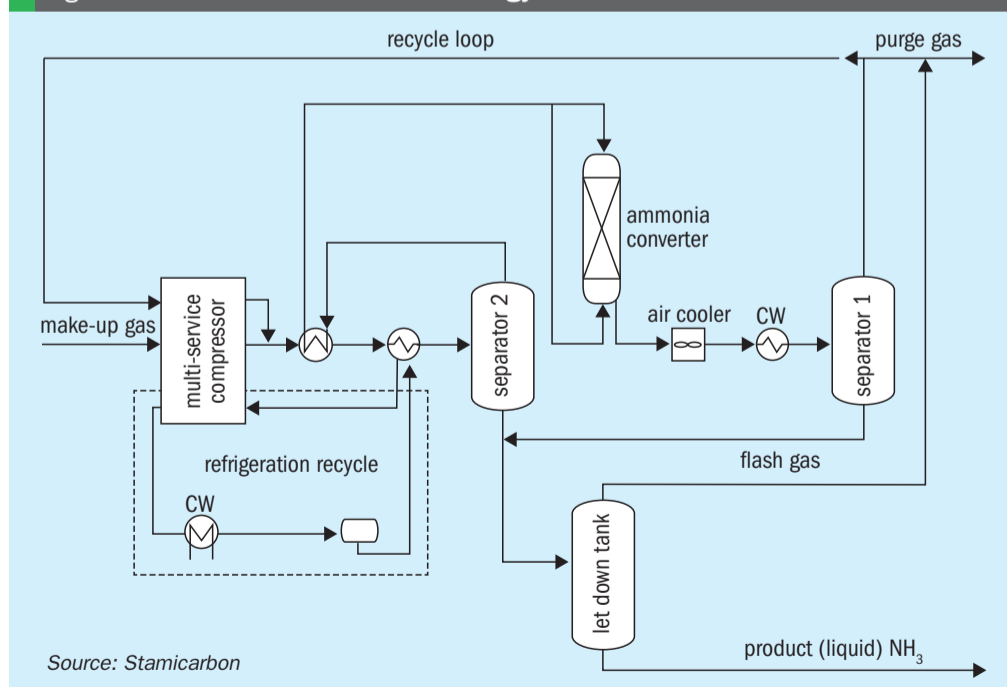 recycle loop
purge gas
ammonia
converter
make-up gas
multi-service
compressor
separator 2
air cooler
CW
separator 1
refrigeration recycle
flash gas
CW
let down tank
product (liquid) NH3
Source: Stamicarbon